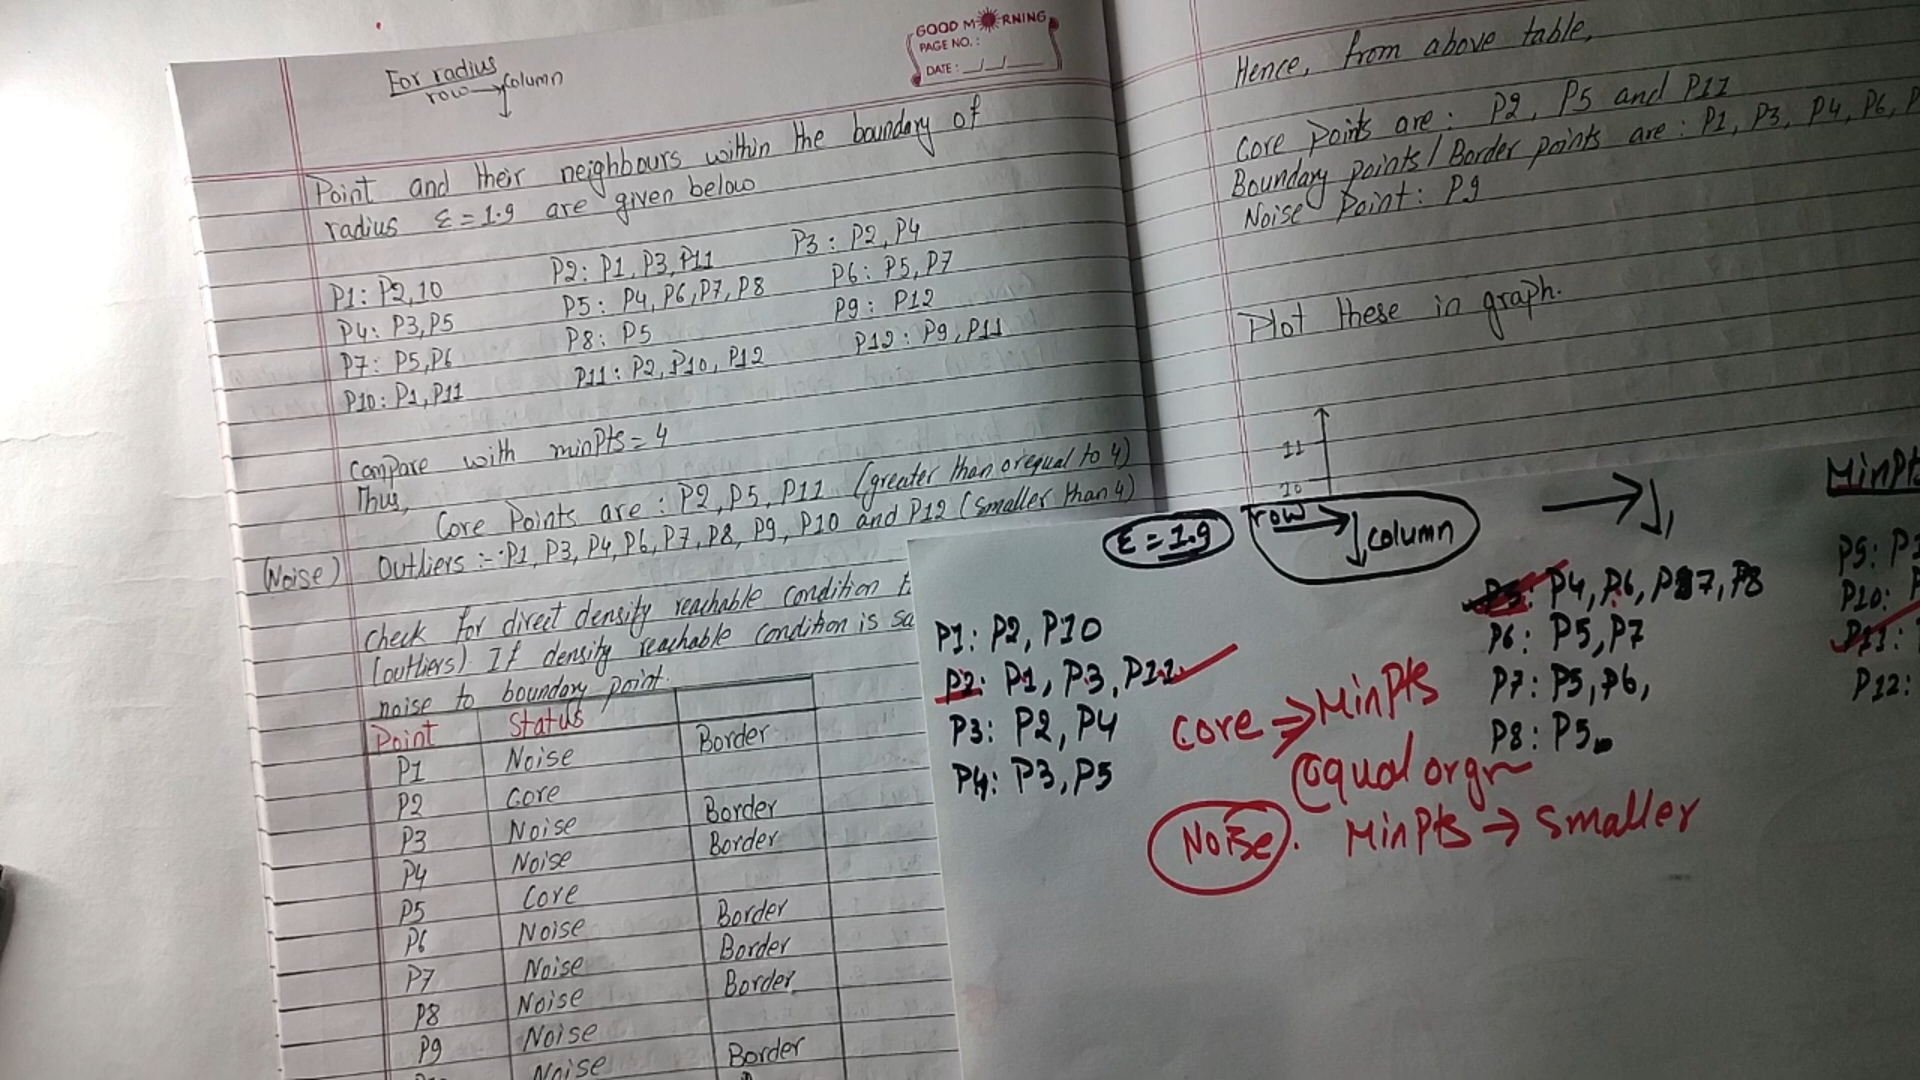 For radius
row → column
GOOD MORNING
PAGE NO. :
DATE : / /
Point and their neighbours within the boundary of
radius ε = 1.9 are given below
P1: P2, 10 P2: P1, P3, P11 P3 : P2, P4
P4: P3, P5 P5 : P4, P6, P7, P8 P6 : P5, P7
P7: P5, P6 P8: P5 P9 : P12
P10: P1, P11 P11 : P2, P10, P12 P12 : P9, P11
Compare with minPts = 4
Thus,
Core Points are : P2, P5, P11 (greater than or equal to 4)
(Noise) Outliers :- P1, P3, P4, P6, P7, P8, P9, P10 and P12 (smaller than 4)
check for direct density reachable condition
(outliers). If density reachable condition is
noise to boundary point.
Point Status
P1 Noise Border
P2 Core
P3 Noise Border
P4 Noise Border
P5 Core
P6 Noise Border
P7 Noise Border
P8 Noise Border
P9 Noise
Noise Border
Hence, from above table,
Core Points are : P2, P5 and P11
Boundary points / Border points are : P1, P3, P4, P6,
Noise Point : P9
Plot these in graph.
11
10
ε = 1.9
row → column
P1: P2, P10
P2: P1, P3, P11
P3: P2, P4
P4: P3, P5
P5: P4, P6, P7, P8
P6: P5, P7
P7: P5, P6,
P8: P5
P9:
P10:
P11:
P12:
Core ⇒ MinPts
Noise. MinPts → Smaller